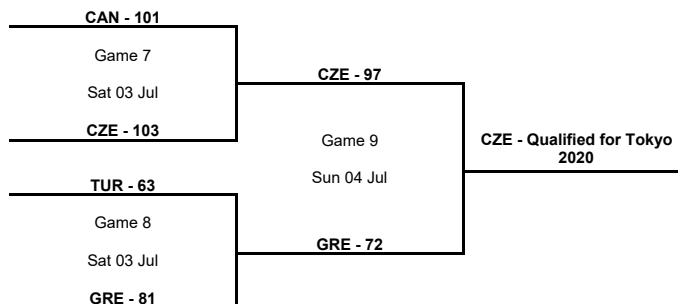 CAN - 101
Game 7
Sat 03 Jul
CZE - 103
CZE - 97
Game 9
Sun 04 Jul
GRE - 72
CZE - Qualified for Tokyo
2020
TUR - 63
Game 8
Sat 03 Jul
GRE - 81